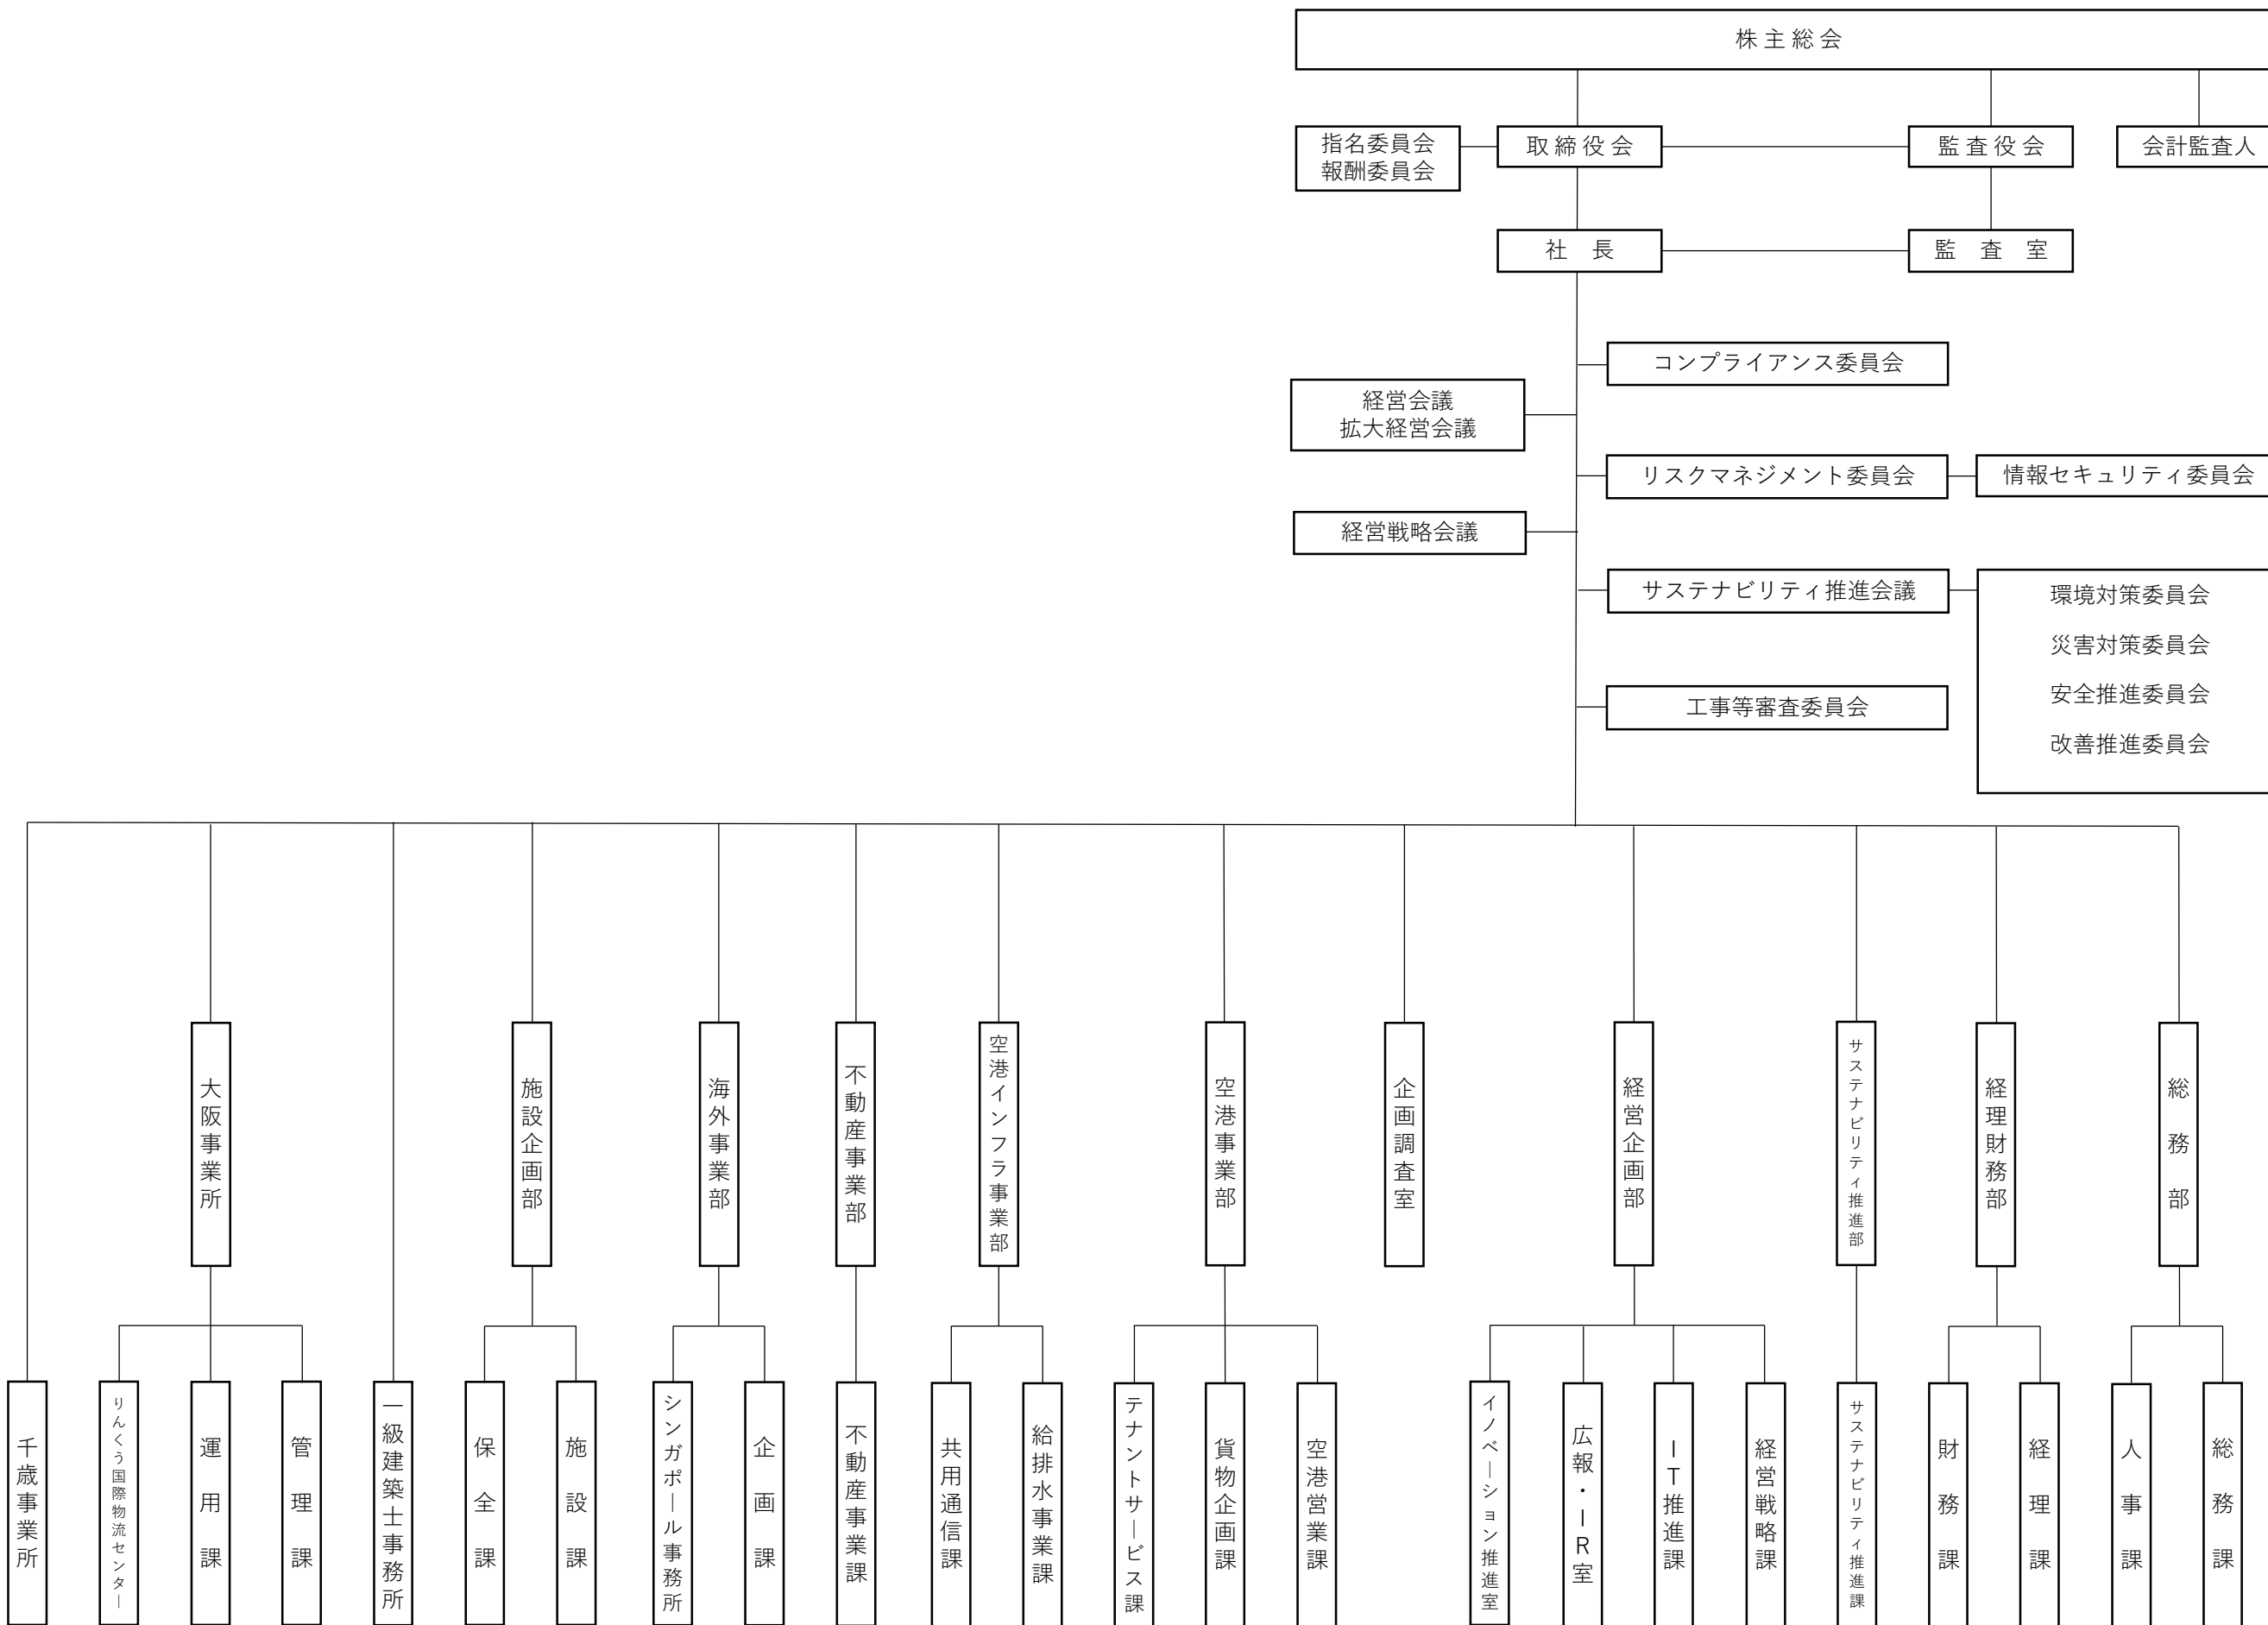 株主総会
指名委員会
報酬委員会
取締役会
監査役会
会計監査人
社　長
監　査　室
コンプライアンス委員会
経営会議
拡大経営会議
リスクマネジメント委員会
情報セキュリティ委員会
経営戦略会議
サステナビリティ推進会議
環境対策委員会
災害対策委員会
安全推進委員会
改善推進委員会
工事等審査委員会
大阪事業所
施設企画部
海外事業部
不動産事業部
空港インフラ事業部
空港事業部
企画調査室
経営企画部
サステナビリティ推進部
経理財務部
総務部
千歳事業所
りんくう国際物流センター
運用課
管理課
一級建築士事務所
保全課
施設課
シンガポール事務所
企画課
不動産事業課
共用通信課
給排水事業課
テナントサービス課
貨物企画課
空港営業課
イノベーション推進室
広報・IR室
IT推進課
経営戦略課
サステナビリティ推進課
財務課
経理課
人事課
総務課